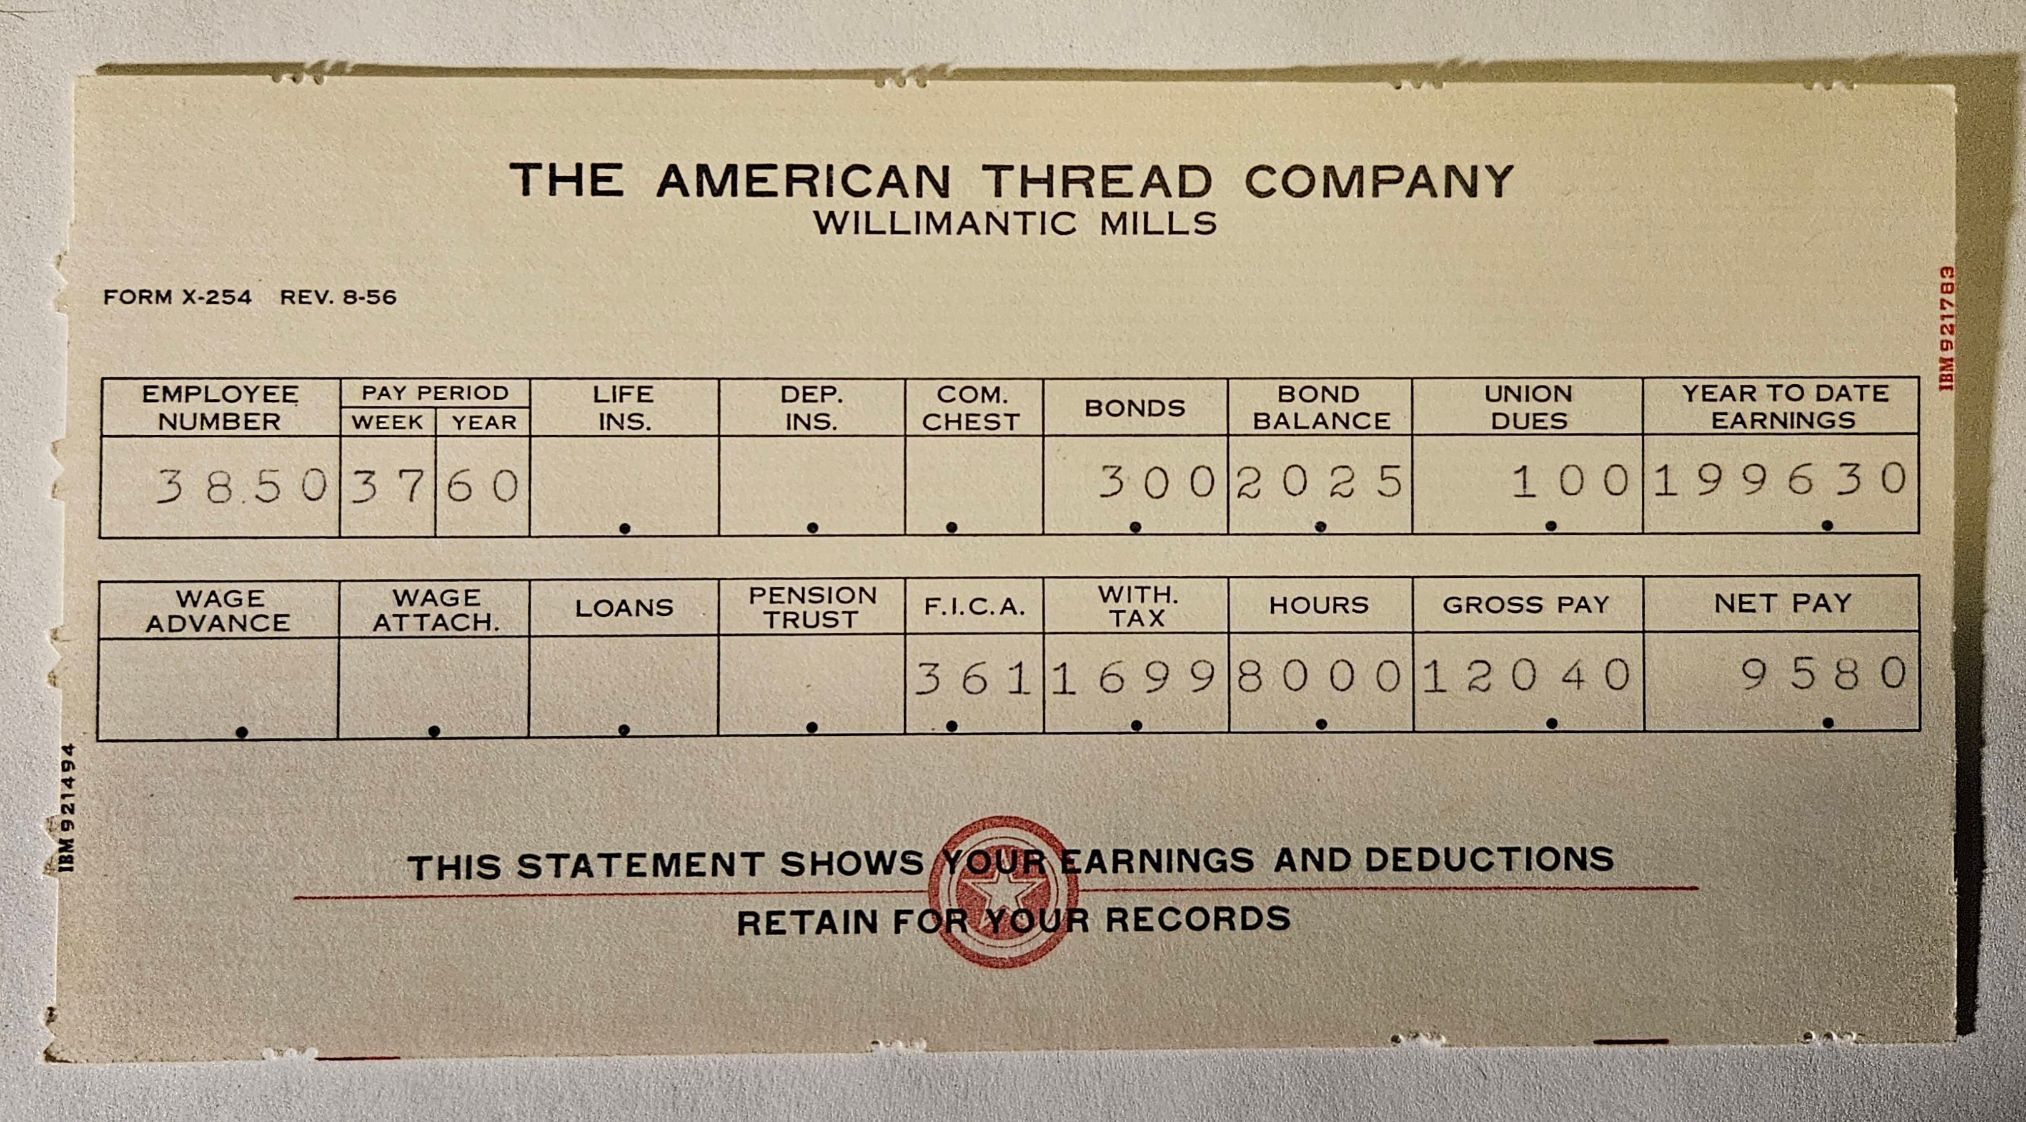 THE AMERICAN THREAD COMPANY
WILLIMANTIC MILLS
FORM X-254 REV. 8-56
IBM 921783
EMPLOYEE NUMBER PAY PERIOD WEEK YEAR LIFE INS. DEP. INS. COM. CHEST BONDS BOND BALANCE UNION DUES YEAR TO DATE EARNINGS
3850 37 60 300 2025 100 199630
WAGE ADVANCE WAGE ATTACH. LOANS PENSION TRUST F.I.C.A. WITH. TAX HOURS GROSS PAY NET PAY
361 1699 8000 12040 9580
IBM 921494
THIS STATEMENT SHOWS YOUR EARNINGS AND DEDUCTIONS
RETAIN FOR YOUR RECORDS